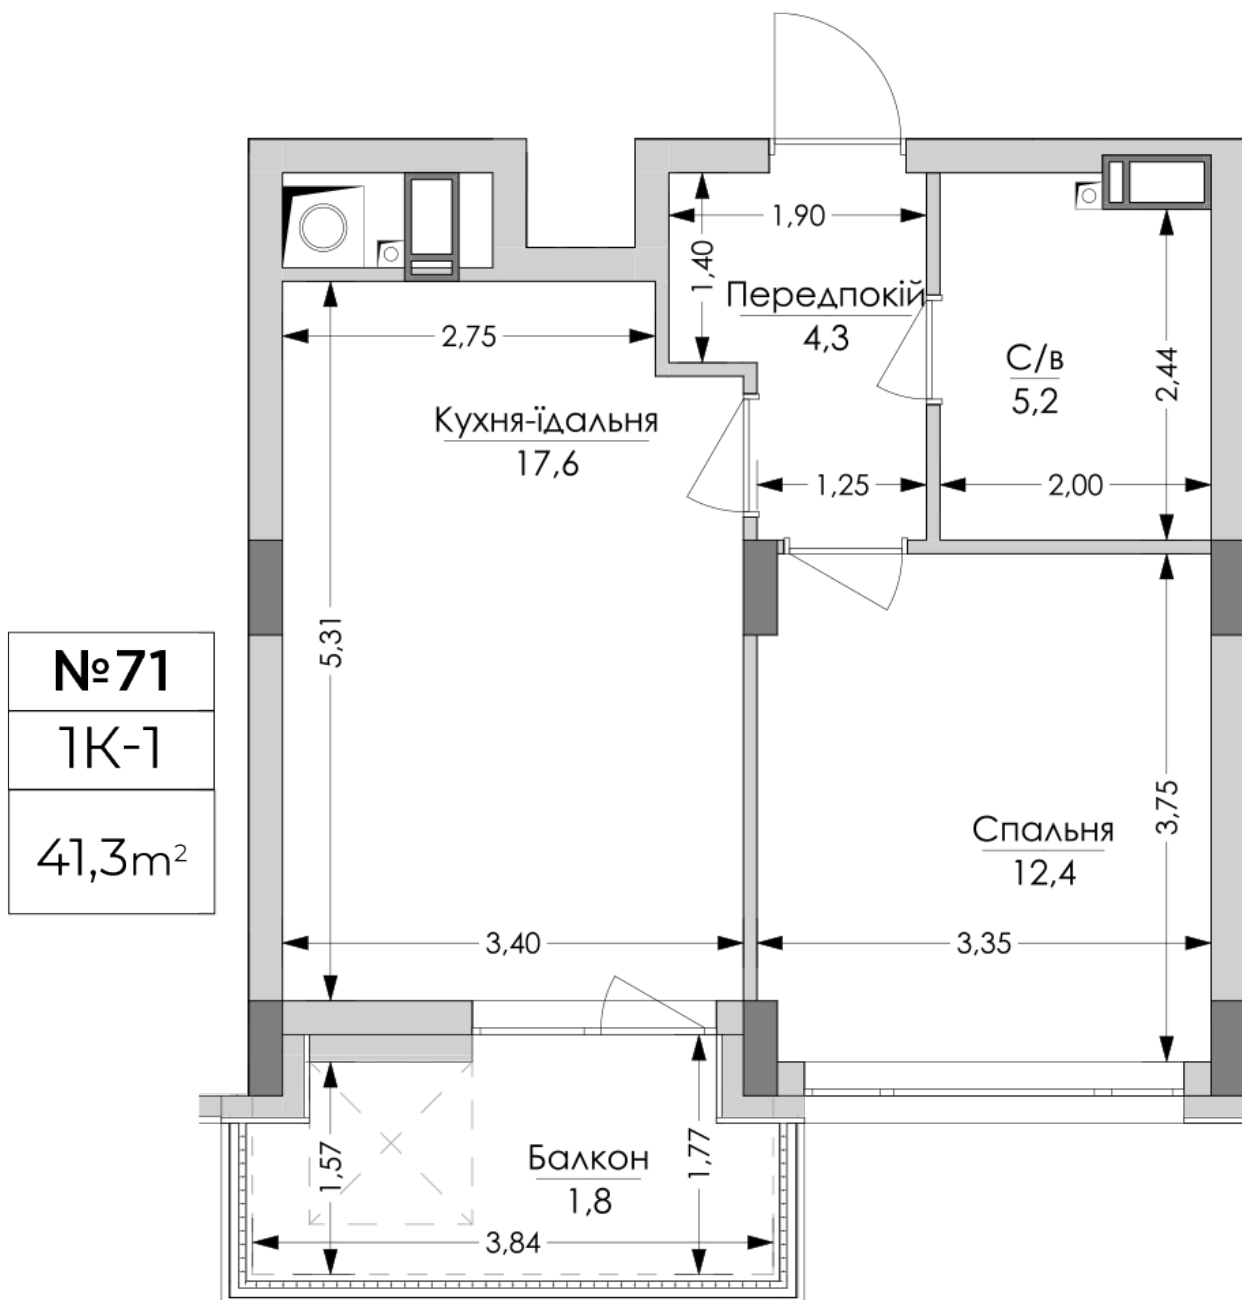 1,90
1,40
Передпокій
4,3
2,75
С/в
5,2
2,44
Кухня-їдальня
17,6
1,25
2,00
5,31
№71
1К-1
41,3m²
3,75
Спальня
12,4
3,40
3,35
1,57
Балкон
1,8
1,77
3,84